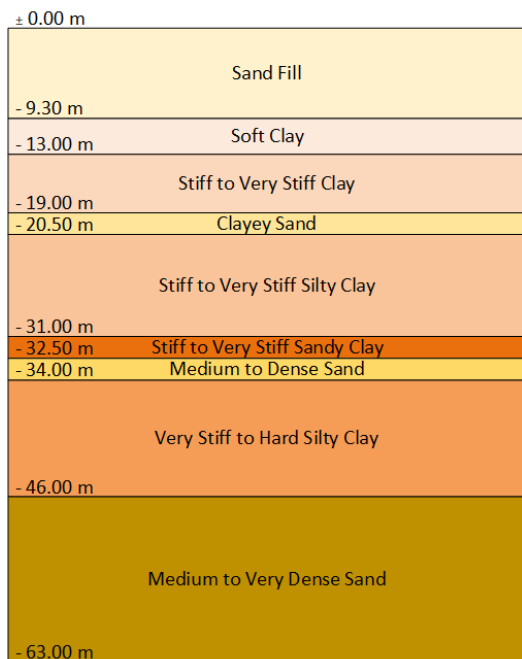 ± 0.00 m
Sand Fill
- 9.30 m
Soft Clay
- 13.00 m
Stiff to Very Stiff Clay
- 19.00 m
Clayey Sand
- 20.50 m
Stiff to Very Stiff Silty Clay
- 31.00 m
Stiff to Very Stiff Sandy Clay
- 32.50 m
Medium to Dense Sand
- 34.00 m
Very Stiff to Hard Silty Clay
- 46.00 m
Medium to Very Dense Sand
- 63.00 m